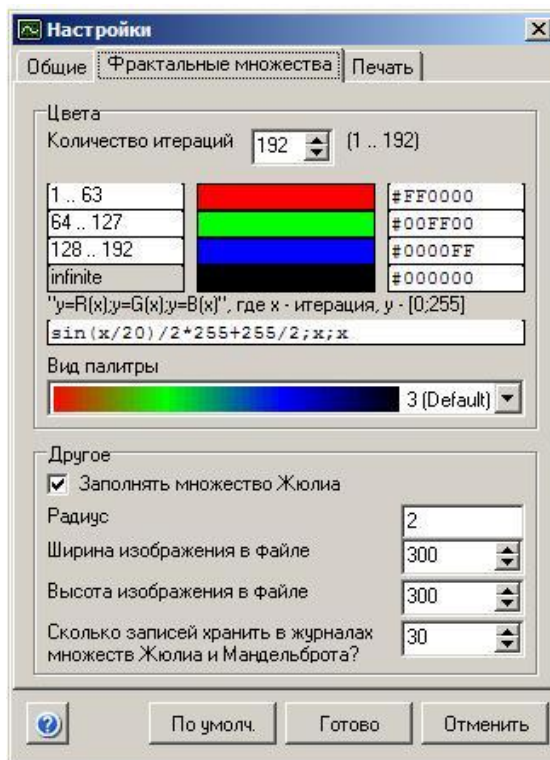 Настройки
Общие Фрактальные множества Печать
Цвета
Количество итераций 192 (1 .. 192)
1 .. 63 #FF0000
64 .. 127 #00FF00
128 .. 192 #0000FF
infinite #000000
"y=R(x);y=G(x);y=B(x)", где x - итерация, y - [0;255]
sin(x/20)/2*255+255/2;x;x
Вид палитры
3 (Default)
Другое
Заполнять множество Жюлиа
Радиус 2
Ширина изображения в файле 300
Высота изображения в файле 300
Сколько записей хранить в журналах 30
множеств Жюлиа и Мандельброта?
По умолч. Готово Отменить